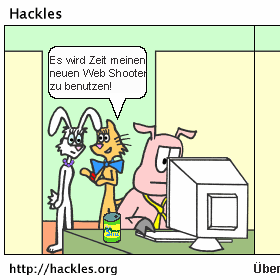 Hackles
Es wird Zeit meinen
neuen Web Shooter
zu benutzen!
http://hackles.org
Über